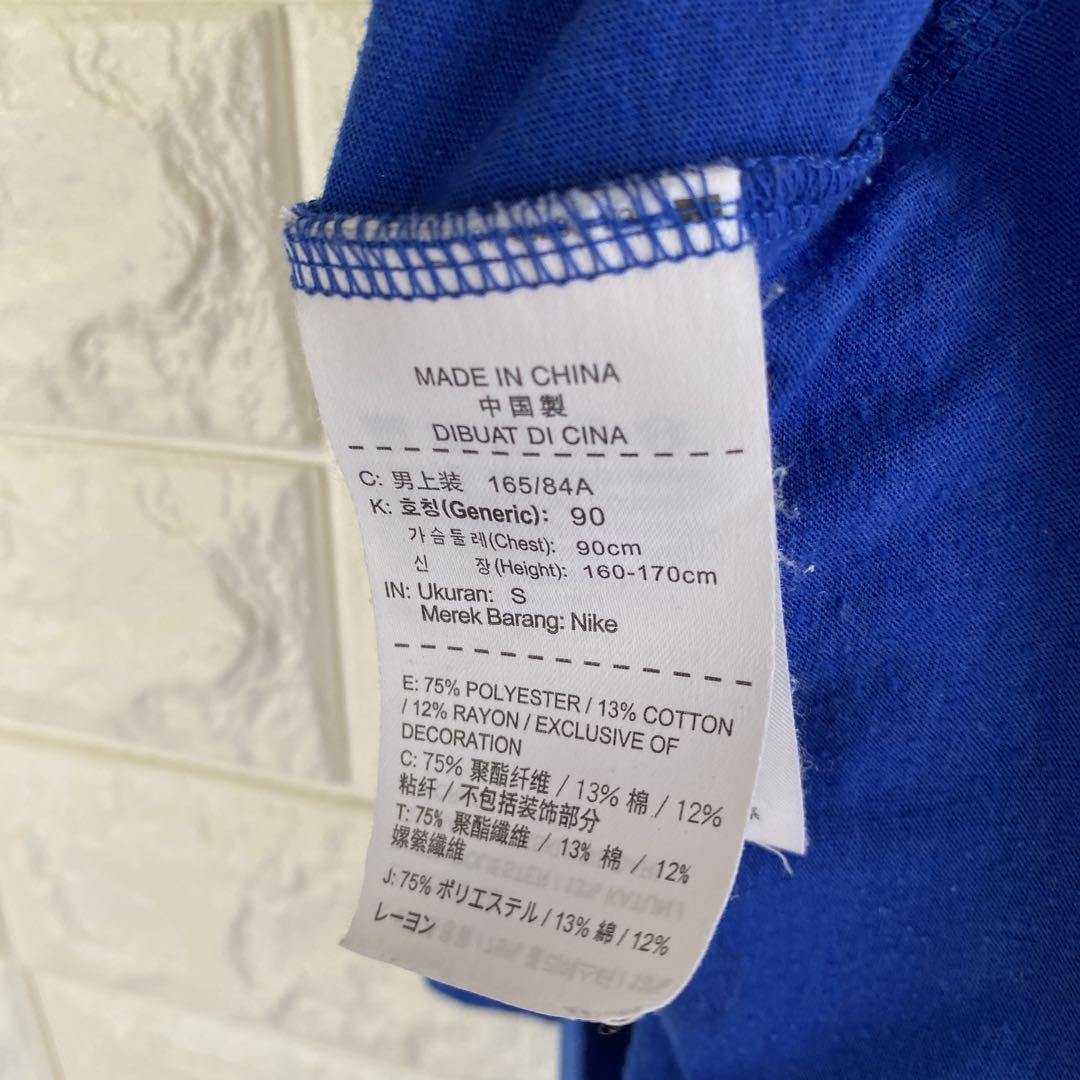 MADE IN CHINA
中国製
DIBUAT DI CINA
C: 男上装 165/84A
K: 호칭(Generic): 90
가슴둘레(Chest): 90cm
신 장(Height): 160-170cm
IN: Ukuran: S
Merek Barang: Nike
E: 75% POLYESTER / 13% COTTON
/ 12% RAYON / EXCLUSIVE OF
DECORATION
C: 75% 聚酯纤维 / 13% 棉 / 12%
粘纤 / 不包括装饰部分
T: 75% 聚酯纖維 / 13% 棉 / 12%
嫘縈纖維
J: 75% ポリエステル / 13% 綿 / 12%
レーヨン